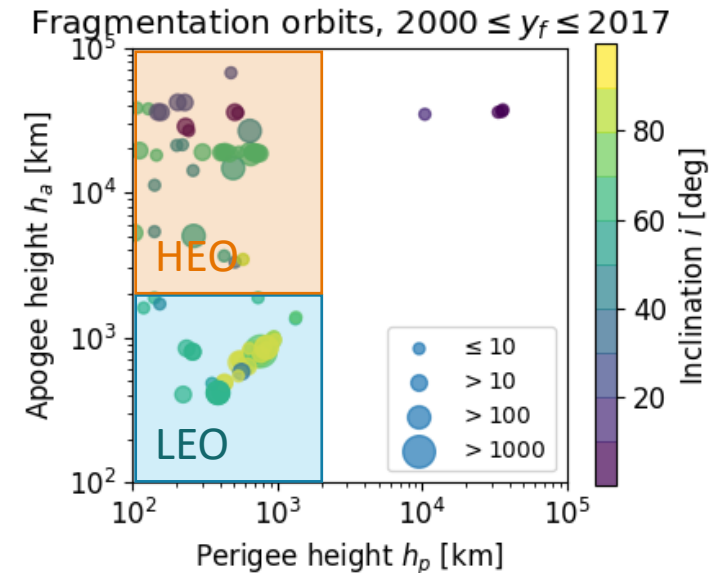 Fragmentation orbits, 2000 ≤ y_f ≤ 2017
10^5
10^4
10^3
10^2
Apogee height h_a [km]
HEO
LEO
≤ 10
> 10
> 100
> 1000
10^2
10^3
10^4
10^5
Perigee height h_p [km]
80
60
40
20
Inclination i [deg]